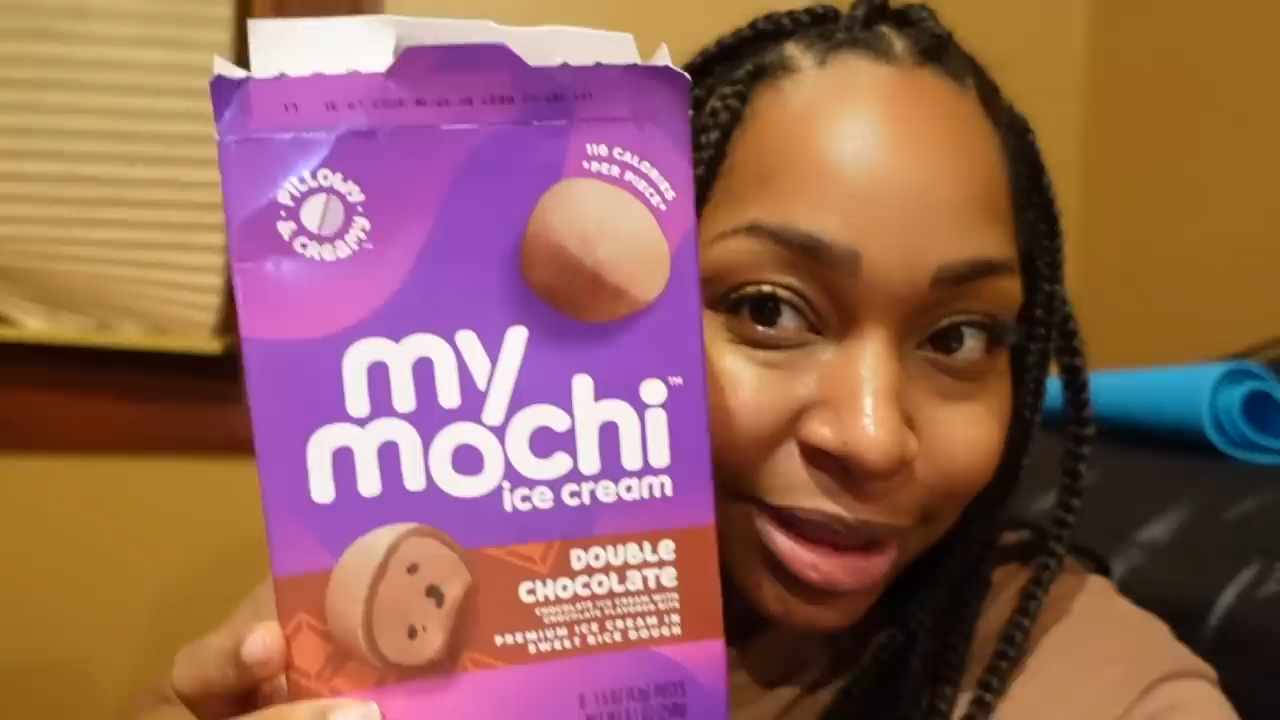 PILLOWY
& CREAMY
110 CALORIES
PER PIECE
my
mochi™
ice cream
DOUBLE
CHOCOLATE
CHOCOLATE ICE CREAM WITH
CHOCOLATE FLAVORED BITS
PREMIUM ICE CREAM IN
SWEET RICE DOUGH